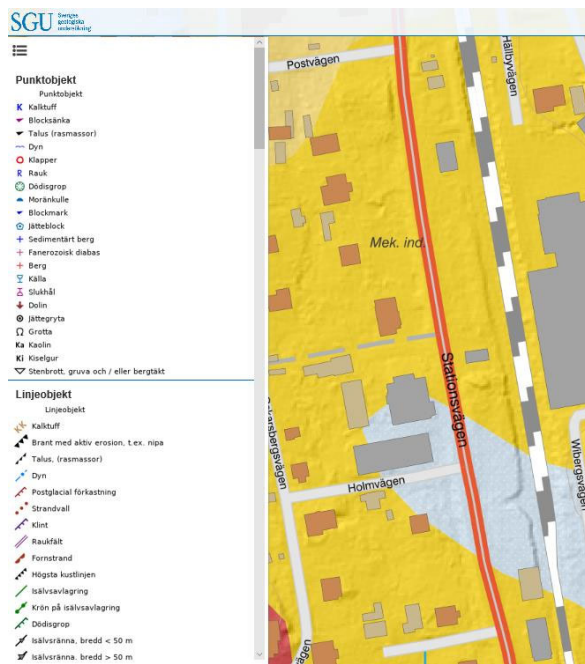 SGU
Sveriges
geologiska
undersökning
Punktobjekt
Punktobjekt
K Kalktuff
Blocksänka
Talus (rasmassor)
Dyn
Klapper
R Rauk
Dödisgrop
Moränkulle
Blockmark
Jätteblock
Sedimentärt berg
Fanerozoisk diabas
Berg
Källa
Slukhål
Dolin
Jättegryta
Grotta
Ka Kaolin
Ki Kiselgur
Stenbrott, gruva och / eller bergtäkt
Linjeobjekt
Linjeobjekt
Kalktuff
Brant med aktiv erosion, t.ex. nipa
Talus, (rasmassor)
Dyn
Postglacial förkastning
Strandvall
Klint
Raukfält
Fornstrand
Högsta kustlinjen
Isälvsavlagring
Krön på isälvsavlagring
Dödisgrop
Isälvsränna, bredd < 50 m
Isälvsränna, bredd > 50 m
Postvägen
Hällbyvägen
Mek. ind.
Stationsvägen
Oskarsbergsvägen
Wibergsvägen
Holmvägen